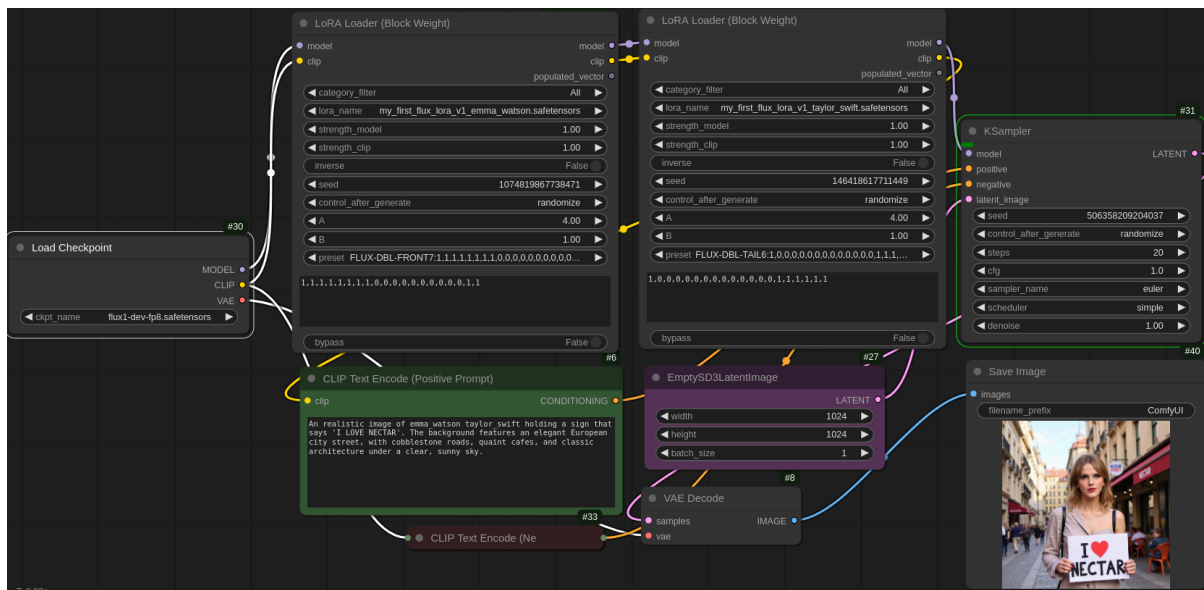 LoRA Loader (Block Weight)
model
model
clip
clip
populated_vector
category_filter
All
lora_name
my_first_flux_lora_v1_emma_watson.safetensors
strength_model
1.00
strength_clip
1.00
inverse
False
seed
1074819867738471
control_after_generate
randomize
A
4.00
B
1.00
preset
FLUX-DBL-FRONT7:1,1,1,1,1,1,1,1,0,0,0,0,0,0,0,0,0,0...
1,1,1,1,1,1,1,1,0,0,0,0,0,0,0,0,0,0,0,1,1
bypass
False
LoRA Loader (Block Weight)
model
model
clip
clip
populated_vector
category_filter
All
lora_name
my_first_flux_lora_v1_taylor_swift.safetensors
strength_model
1.00
strength_clip
1.00
inverse
False
seed
146418617711449
control_after_generate
randomize
A
4.00
B
1.00
preset
FLUX-DBL-TAIL6:1,0,0,0,0,0,0,0,0,0,0,0,0,0,1,1,1,...
1,0,0,0,0,0,0,0,0,0,0,0,0,0,1,1,1,1,1,1
bypass
False
#31
KSampler
model
LATENT
positive
negative
latent_image
seed
506358209204037
control_after_generate
randomize
steps
20
cfg
1.0
sampler_name
euler
scheduler
simple
denoise
1.00
#30
Load Checkpoint
MODEL
CLIP
VAE
ckpt_name
flux1-dev-fp8.safetensors
#6
CLIP Text Encode (Positive Prompt)
clip
CONDITIONING
An realistic image of emma_watson taylor_swift holding a sign that
says 'I LOVE NECTAR'. The background features an elegant European
city street, with cobblestone roads, quaint cafes, and classic
architecture under a clear, sunny sky.
#33
CLIP Text Encode (Ne
#27
EmptySD3LatentImage
LATENT
width
1024
height
1024
batch_size
1
#8
VAE Decode
samples
IMAGE
vae
#40
Save Image
images
filename_prefix
ComfyUI
I
NECTAR